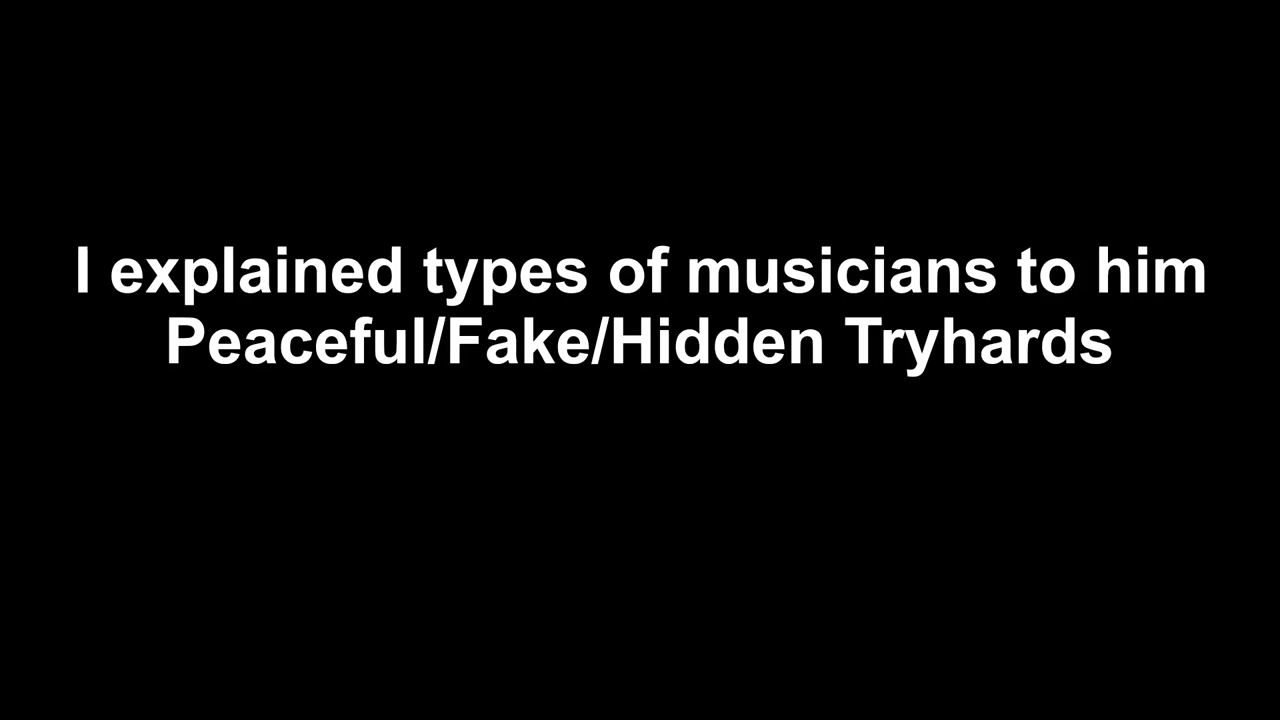 I explained types of musicians to him
Peaceful/Fake/Hidden Tryhards